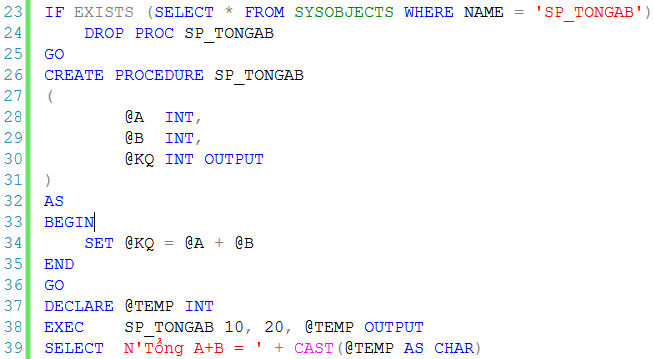 23 IF EXISTS (SELECT * FROM SYSOBJECTS WHERE NAME = 'SP_TONGAB')
24     DROP PROC SP_TONGAB
25 GO
26 CREATE PROCEDURE SP_TONGAB
27 (
28         @A  INT,
29         @B  INT,
30         @KQ INT OUTPUT
31 )
32 AS
33 BEGIN
34     SET @KQ = @A + @B
35 END
36 GO
37 DECLARE @TEMP INT
38 EXEC    SP_TONGAB 10, 20, @TEMP OUTPUT
39 SELECT  N'Tổng A+B = ' + CAST(@TEMP AS CHAR)